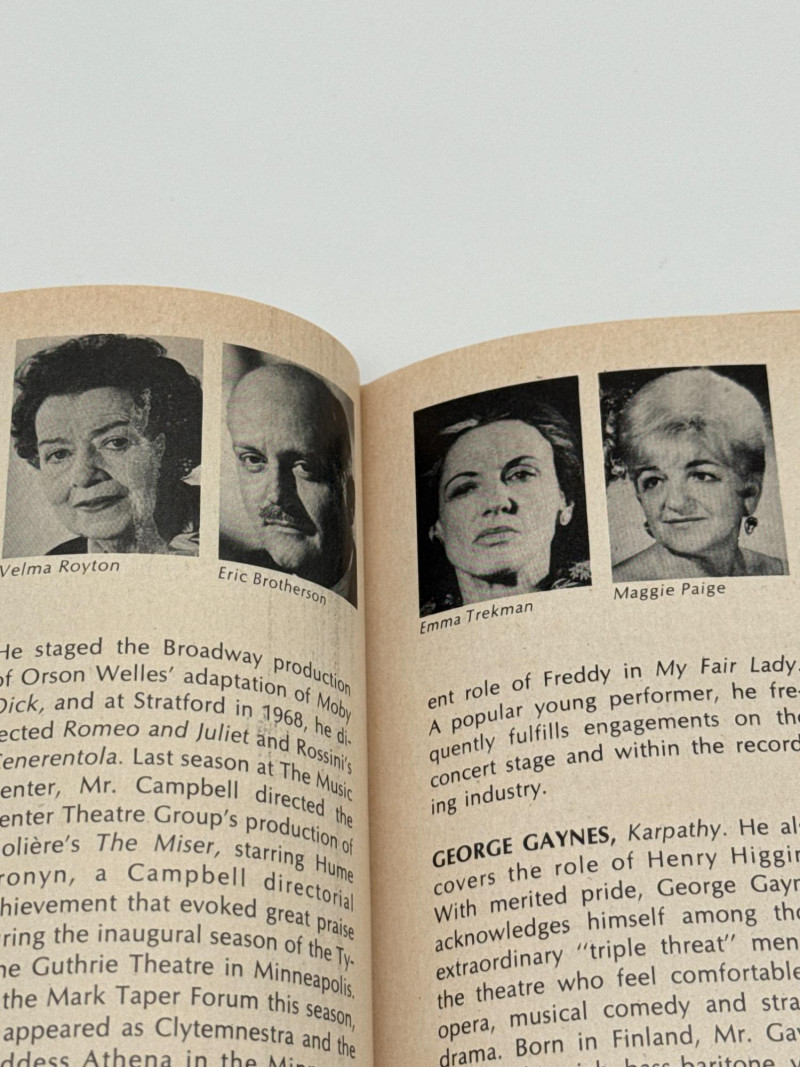 Velma Royton
Eric Brotherson
He staged the Broadway production
of Orson Welles' adaptation of Moby
Dick, and at Stratford in 1968, he di-
ected Romeo and Juliet and Rossini's
Cenerentola. Last season at The Music
enter, Mr. Campbell directed the
enter Theatre Group's production of
olière's The Miser, starring Hume
ronyn, a Campbell directorial
hievement that evoked great praise
ring the inaugural season of the Ty-
ne Guthrie Theatre in Minneapolis.
the Mark Taper Forum this season,
appeared as Clytemnestra and the
ddess Athena in the
Emma Trekman
Maggie Paige
ent role of Freddy in My Fair Lady.
A popular young performer, he fre-
quently fulfills engagements on the
concert stage and within the record-
ing industry.
GEORGE GAYNES, Karpathy. He al
covers the role of Henry Higgin
With merited pride, George Gayn
acknowledges himself among tho
extraordinary "triple threat" men
the theatre who feel comfortable
opera, musical comedy and stra
drama. Born in Finland, Mr. Gay
bass-baritone